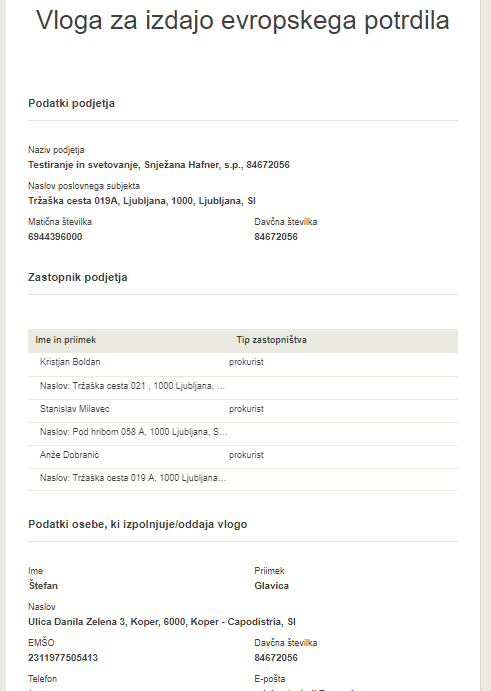 Vloga za izdajo evropskega potrdila
Podatki podjetja
Naziv podjetja
Testiranje in svetovanje, Snježana Hafner, s.p., 84672056
Naslov poslovnega subjekta
Tržaška cesta 019A, Ljubljana, 1000, Ljubljana, SI
Matična številka Davčna številka
6944396000 84672056
Zastopnik podjetja
Ime in priimek Tip zastopništva
Kristjan Boldan prokurist
Naslov: Tržaška cesta 021 , 1000 Ljubljana, ...
Stanislav Milavec prokurist
Naslov: Pod hribom 058 A, 1000 Ljubljana, S...
Anže Dobranić prokurist
Naslov: Tržaška cesta 019 A, 1000 Ljubljana...
Podatki osebe, ki izpolnjuje/oddaja vlogo
Ime Priimek
Štefan Glavica
Naslov
Ulica Danila Zelena 3, Koper, 6000, Koper - Capodistria, SI
EMŠO Davčna številka
2311977505413 84672056
Telefon E-pošta